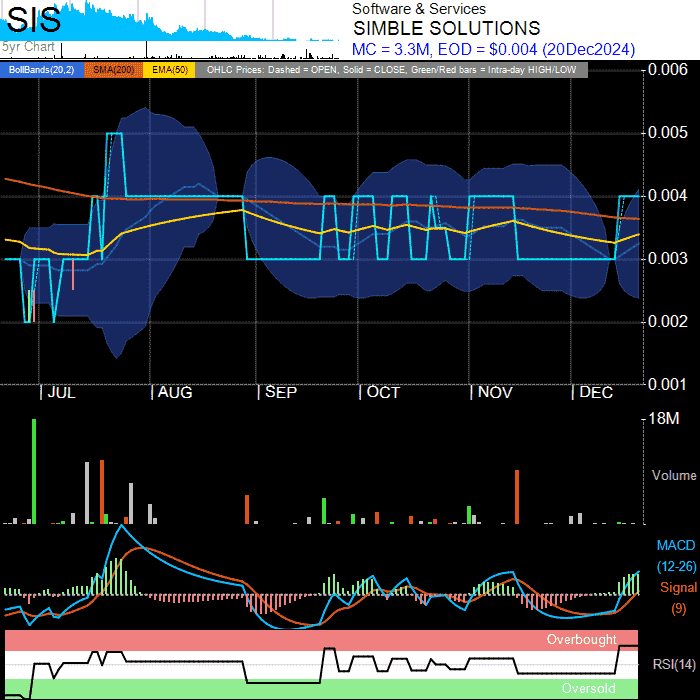 SIS
5yr Chart
Software & Services
SIMBLE SOLUTIONS
MC = 3.3M, EOD = $0.004 (20Dec2024)
BollBands(20,2) SMA(200) EMA(50) OHLC Prices: Dashed = OPEN, Solid = CLOSE, Green/Red bars = Intra-day HIGH/LOW
0.006
0.005
0.004
0.003
0.002
0.001
| JUL | AUG | SEP | OCT | NOV | DEC
18M
Volume
MACD
(12-26)
Signal
(9)
Overbought
RSI(14)
Oversold